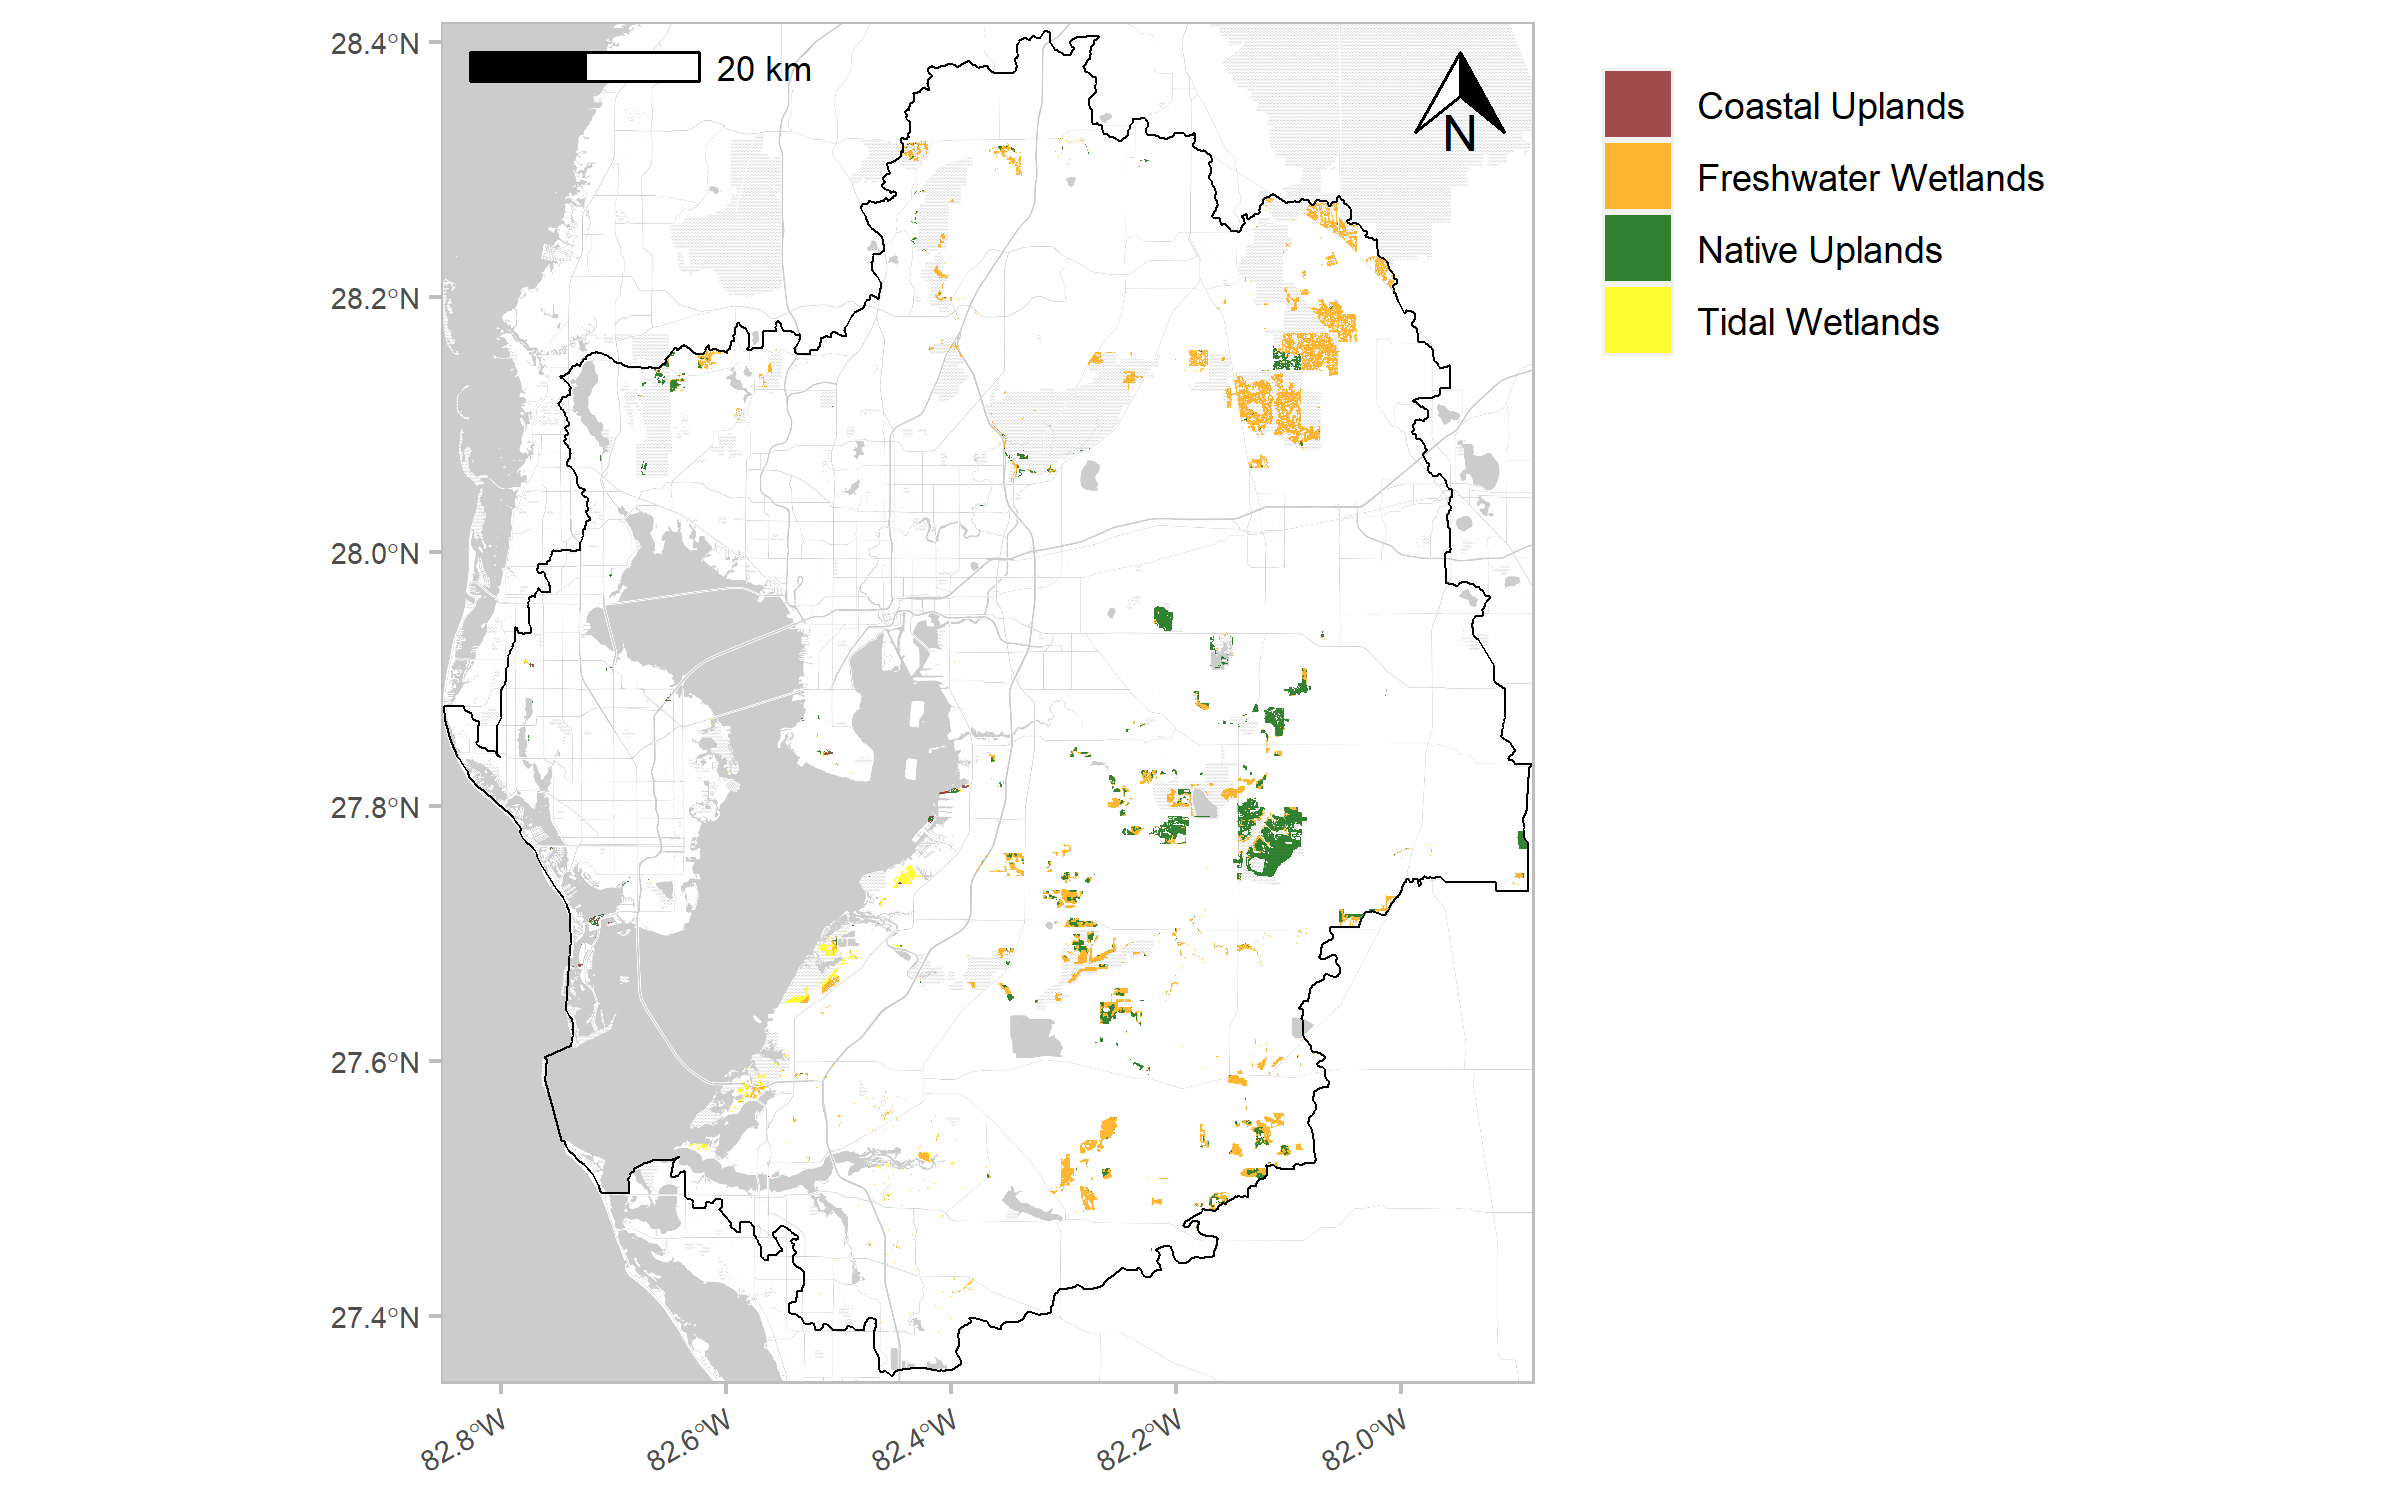 28.4°N
28.2°N
28.0°N
27.8°N
27.6°N
27.4°N
20 km
N
82.8°W
82.6°W
82.4°W
82.2°W
82.0°W
Coastal Uplands
Freshwater Wetlands
Native Uplands
Tidal Wetlands